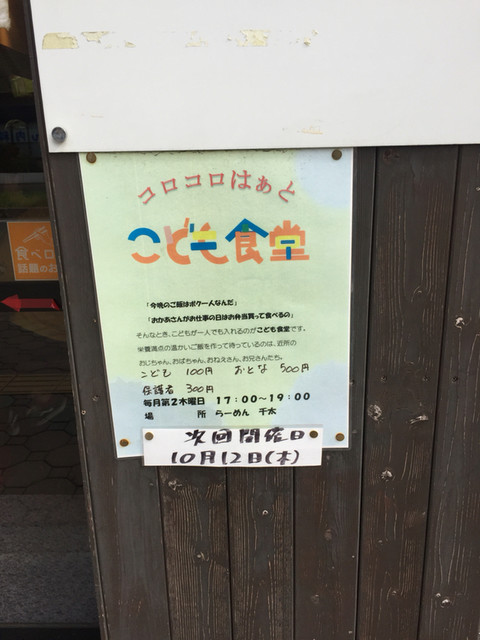 コロコロはぁと
こども食堂
食べロ
話題のお
「今晩のご飯はボク一人なんだ」
「おかあさんがお仕事の日はお弁当買って食べるの」
そんなとき、こどもが一人でも入れるのがこども食堂です。
栄養満点の温かいご飯を作って待っているのは、近所の
おじちゃん、おばちゃん、おねえさん、お兄さんたち。
こども 100円 おとな 500円
保護者 300円
毎月第2木曜日 17:00〜19:00
場 所 らーめん 千太
次回開催日
10月12日(木)